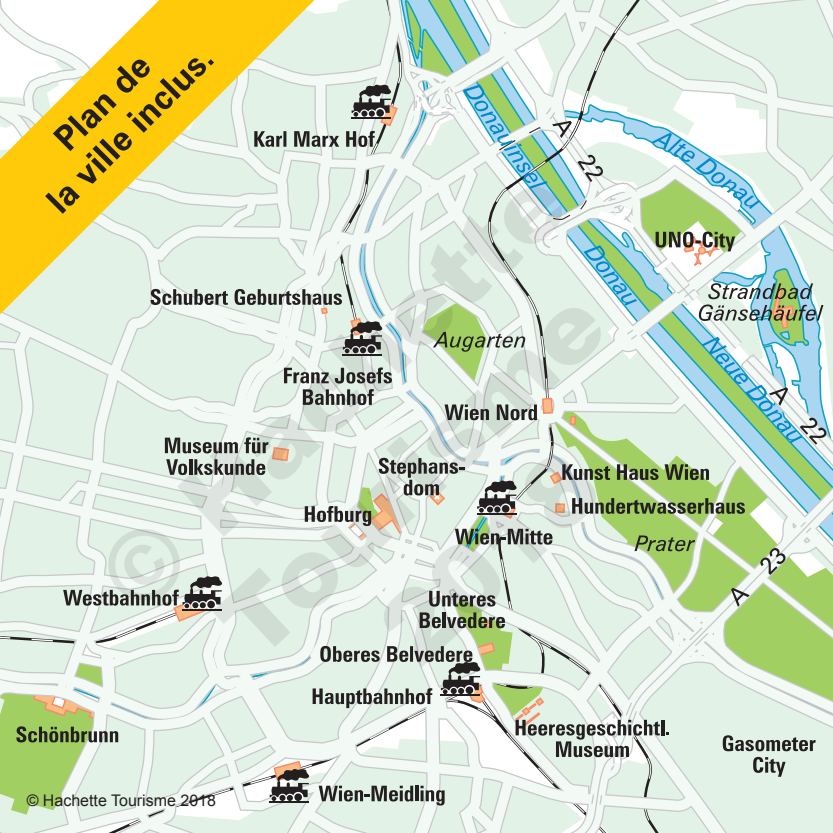 Plan de
la ville inclus.
Karl Marx Hof
Donauinsel
A 22
Alte Donau
UNO-City
Donau
Strandbad
Gänsehäufel
Schubert Geburtshaus
Augarten
Neue Donau
Franz Josefs
Bahnhof
A 22
Wien Nord
Museum für
Volkskunde
Stephans-
dom
Kunst Haus Wien
Hofburg
Hundertwasserhaus
Wien-Mitte
Prater
A 23
Westbahnhof
Unteres
Belvedere
Oberes Belvedere
Hauptbahnhof
Schönbrunn
Heeresgeschichtl.
Museum
Gasometer
City
Wien-Meidling
© Hachette Tourisme 2018
© Hachette
Tourisme
2018